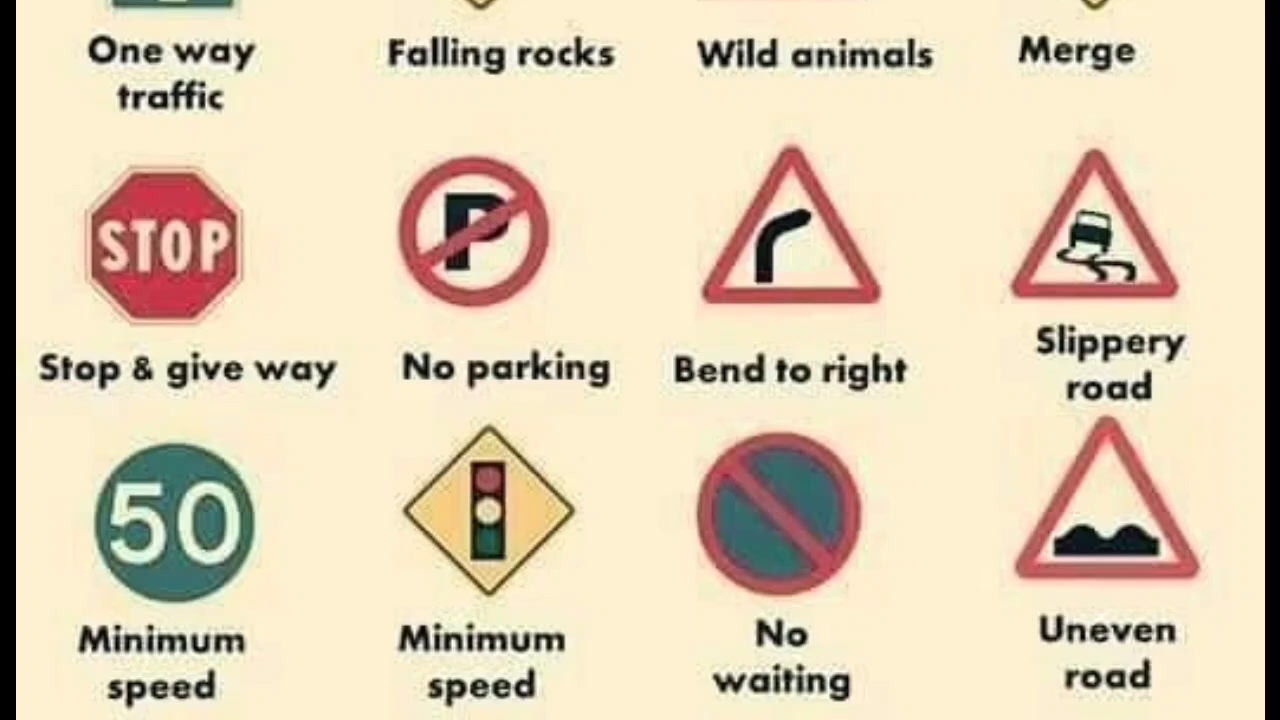 One way
traffic
Falling rocks
Wild animals
Merge
STOP
P
Stop & give way
No parking
Bend to right
Slippery
road
50
Minimum
speed
Minimum
speed
No
waiting
Uneven
road